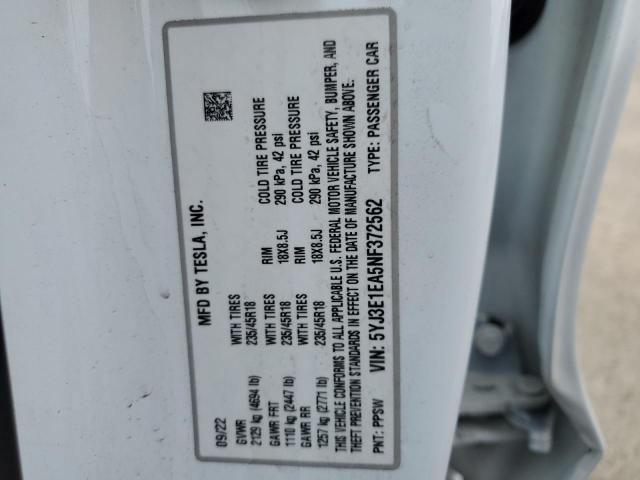 MFD BY TESLA, INC.
09/22
GVWR WITH TIRES RIM COLD TIRE PRESSURE
2129 kg (4694 lb) 235/45R18 18X8.5J 290 kPa, 42 psi
GAWR FRT WITH TIRES RIM COLD TIRE PRESSURE
1110 kg (2447 lb) 235/45R18 18X8.5J 290 kPa, 42 psi
GAWR RR WITH TIRES
1257 kg (2771 lb) 235/45R18
THIS VEHICLE CONFORMS TO ALL APPLICABLE U.S. FEDERAL MOTOR VEHICLE SAFETY, BUMPER, AND
THEFT PREVENTION STANDARDS IN EFFECT ON THE DATE OF MANUFACTURE SHOWN ABOVE.
VIN: 5YJ3E1EA5NF372562
PNT: PPSW TYPE: PASSENGER CAR